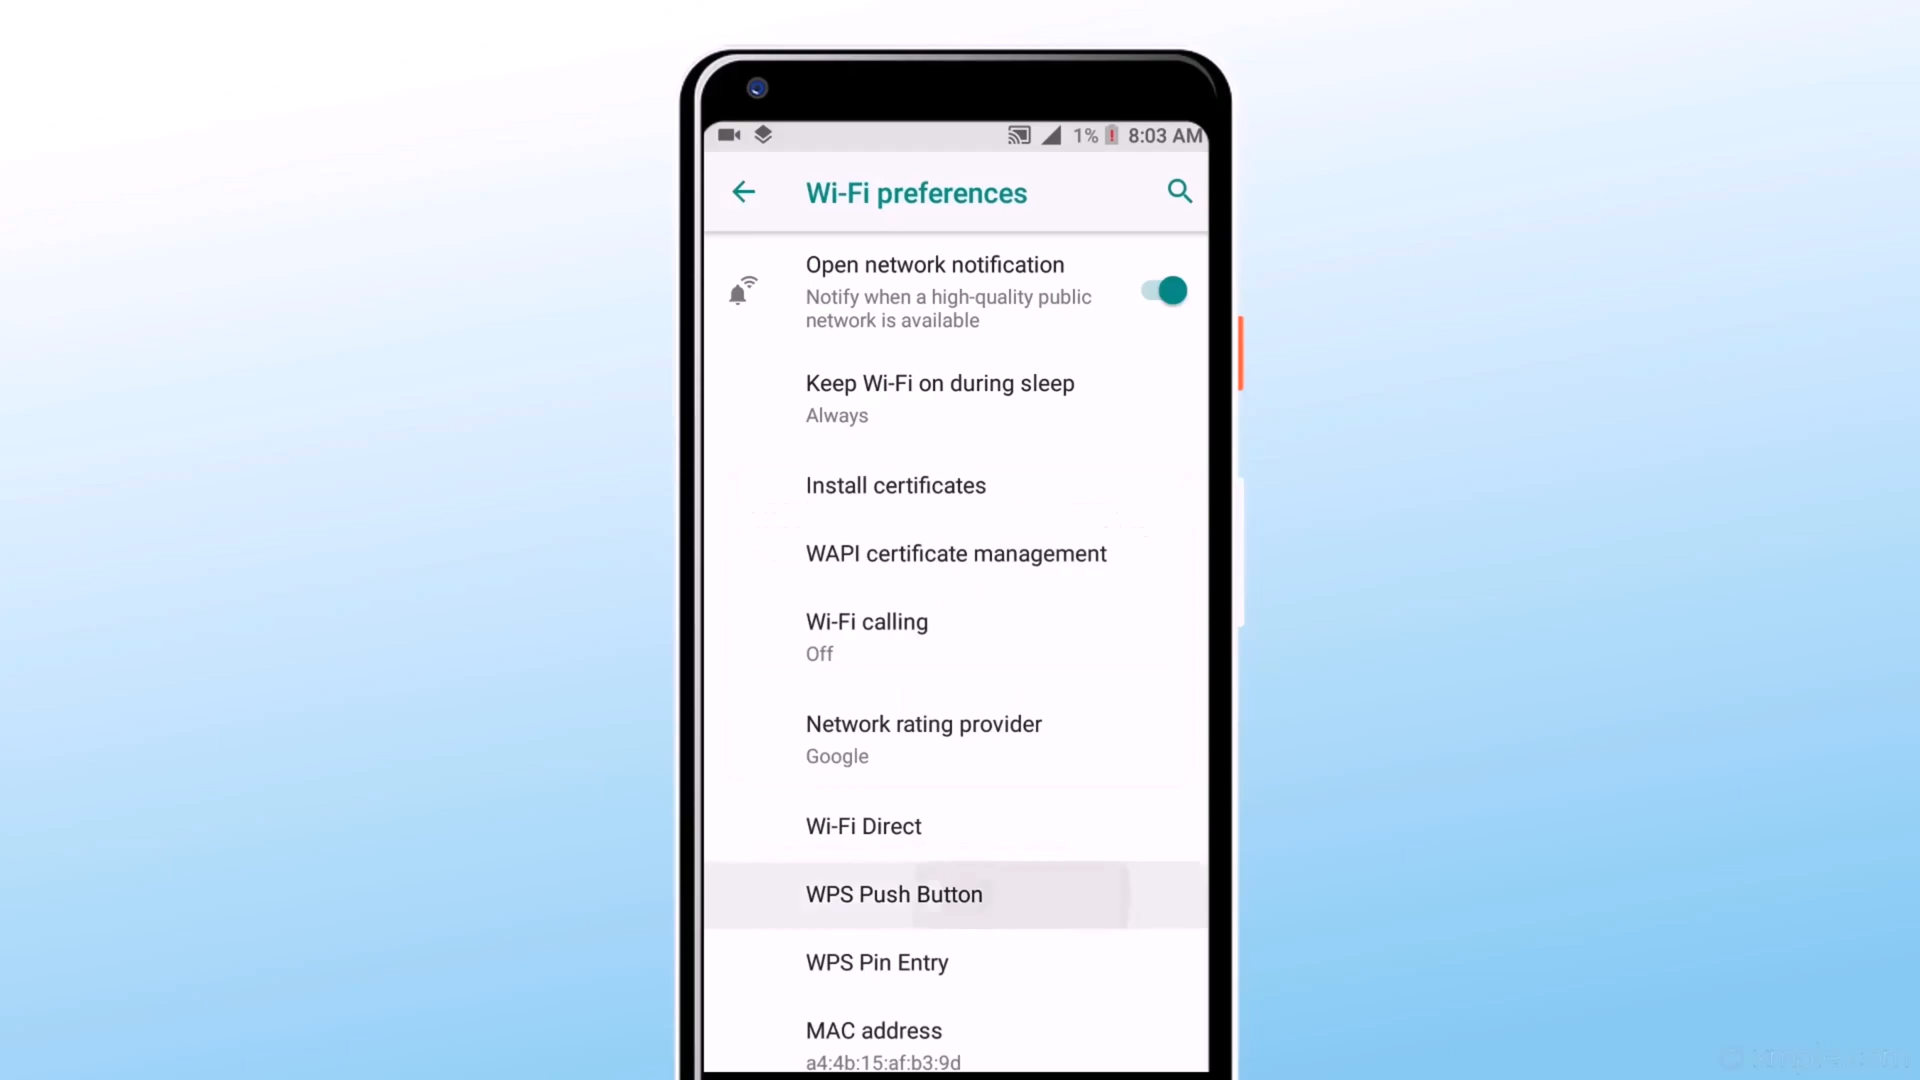 1% 8:03 AM
Wi-Fi preferences
Open network notification
Notify when a high-quality public
network is available
Keep Wi-Fi on during sleep
Always
Install certificates
WAPI certificate management
Wi-Fi calling
Off
Network rating provider
Google
Wi-Fi Direct
WPS Push Button
WPS Pin Entry
MAC address
a4:4b:15:af:b3:9d